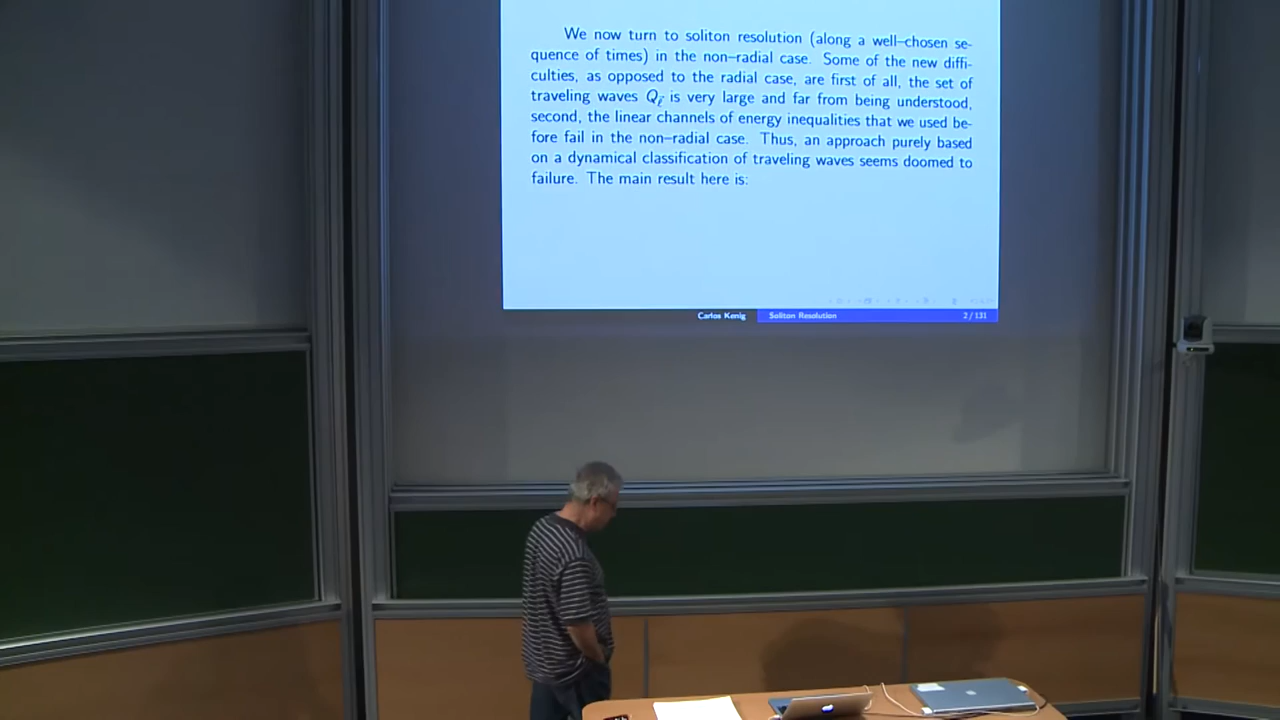 We now turn to soliton resolution (along a well–chosen se-
quence of times) in the non–radial case. Some of the new diffi-
culties, as opposed to the radial case, are first of all, the set of
traveling waves Q_ℓ⃗ is very large and far from being understood,
second, the linear channels of energy inequalities that we used be-
fore fail in the non–radial case. Thus, an approach purely based
on a dynamical classification of traveling waves seems doomed to
failure. The main result here is:
Carlos Kenig Soliton Resolution 2 / 131